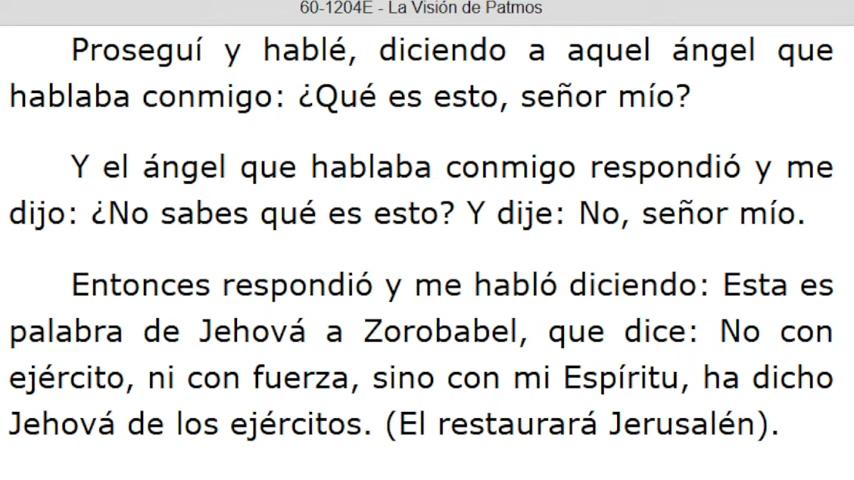 60-1204E - La Visión de Patmos
Proseguí y hablé, diciendo a aquel ángel que
hablaba conmigo: ¿Qué es esto, señor mío?
Y el ángel que hablaba conmigo respondió y me
dijo: ¿No sabes qué es esto? Y dije: No, señor mío.
Entonces respondió y me habló diciendo: Esta es
palabra de Jehová a Zorobabel, que dice: No con
ejército, ni con fuerza, sino con mi Espíritu, ha dicho
Jehová de los ejércitos. (El restaurará Jerusalén).